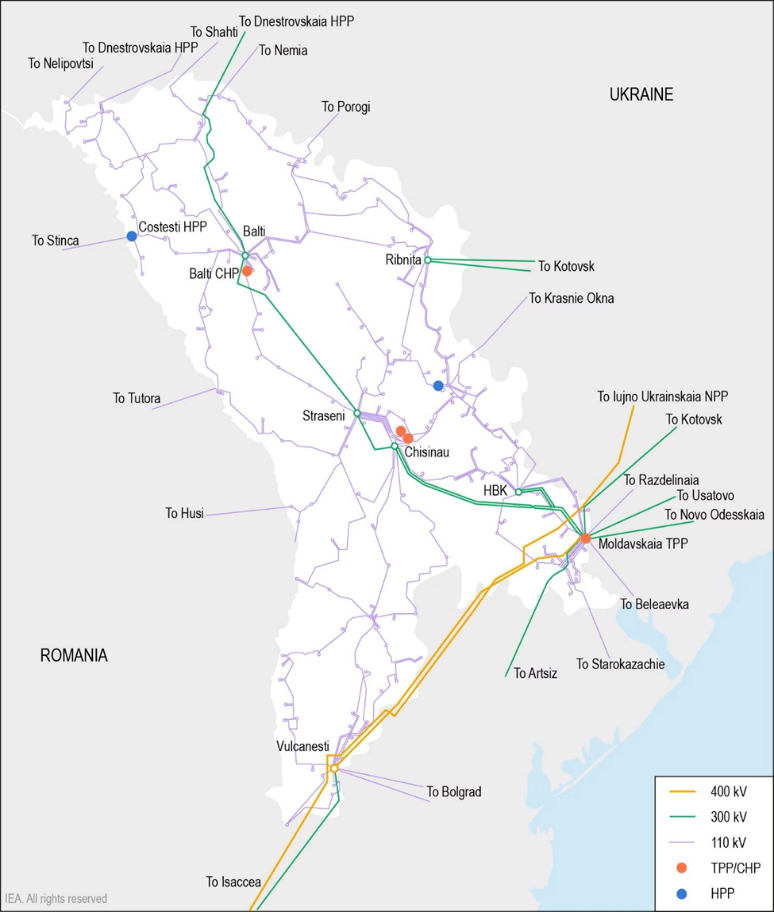 To Dnestrovskaia HPP
To Shahti
To Dnestrovskaia HPP
To Nemia
To Nelipovtsi
UKRAINE
To Porogi
Costesti HPP
Balti
To Stinca
Ribnita
To Kotovsk
Balti CHP
To Krasnie Okna
To Tutora
To Iujno Ukrainskaia NPP
Straseni
To Kotovsk
Chisinau
To Razdelinaia
HBK
To Usatovo
To Husi
To Novo Odesskaia
Moldavskaia TPP
To Beleaevka
ROMANIA
To Starokazachie
To Artsiz
Vulcanesti
To Bolgrad
400 kV
300 kV
110 kV
TPP/CHP
HPP
To Isaccea
IEA. All rights reserved